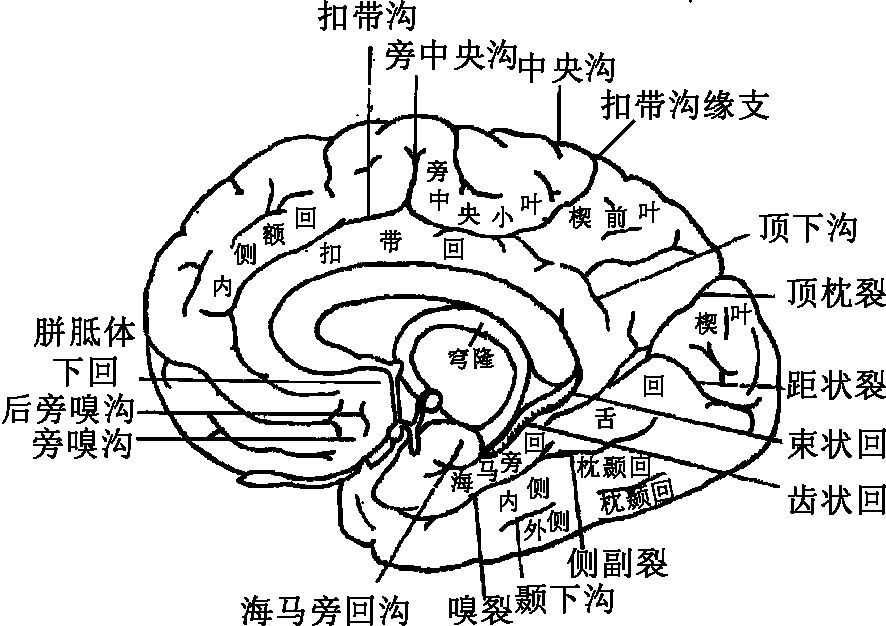 扣带沟
旁中央沟
中央沟
扣带沟缘支
旁中央小叶
楔前叶
内侧额回
扣带回
顶下沟
顶枕裂
楔叶
胼胝体
下回
穹隆
距状裂
后旁嗅沟
旁嗅沟
舌回
束状回
海马旁回
枕颞回
枕颞回
齿状回
内侧
外侧
侧副裂
海马旁回沟
嗅裂
颞下沟